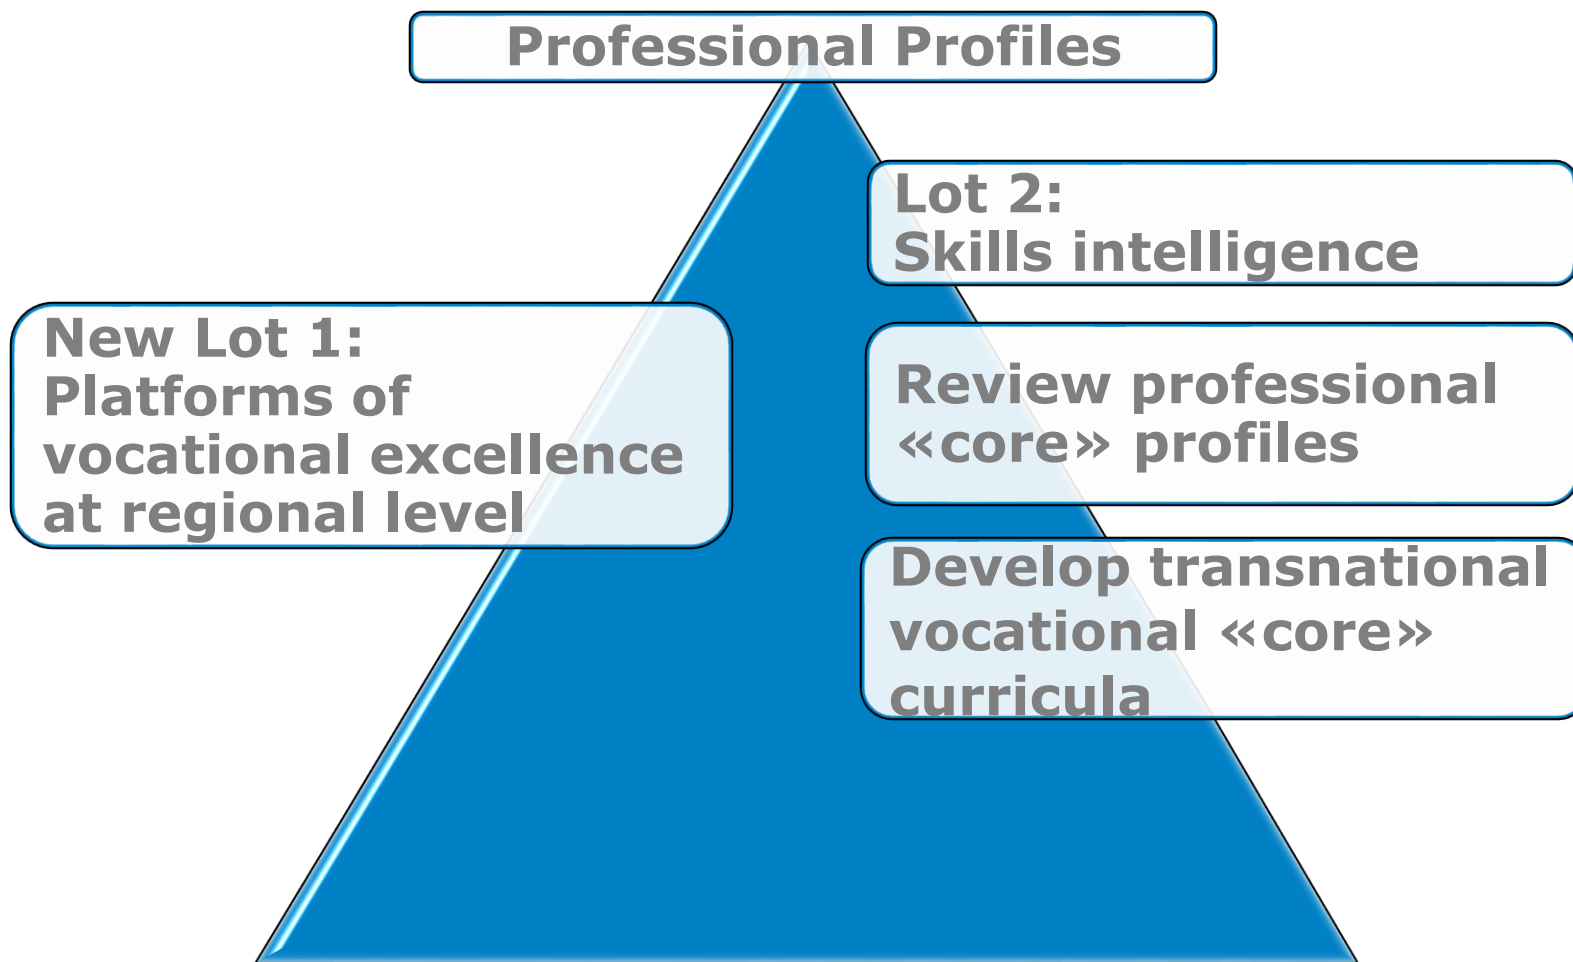 Professional Profiles
Lot 2:
Skills intelligence
New Lot 1:
Platforms of
vocational excellence
at regional level
Review professional
«core» profiles
Develop transnational
vocational «core»
curricula